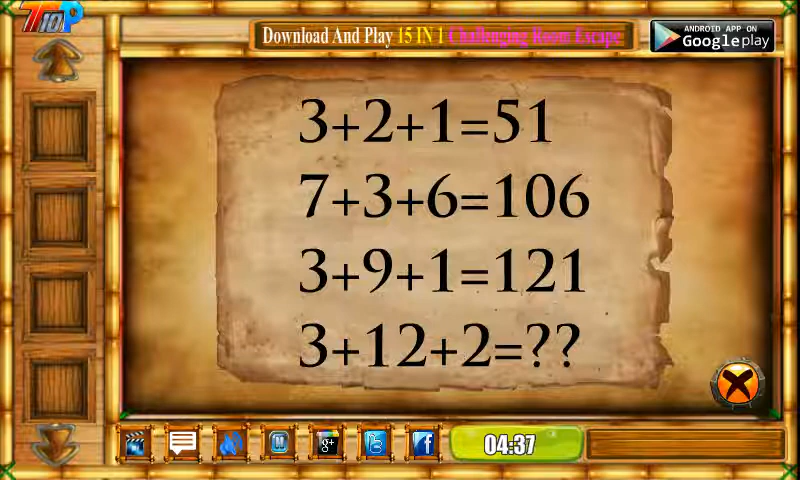 T10P
Download And Play 15 IN 1 Challenging Room Escape
ANDROID APP ON
Google play
3+2+1=51
7+3+6=106
3+9+1=121
3+12+2=??
g+
f
04:37